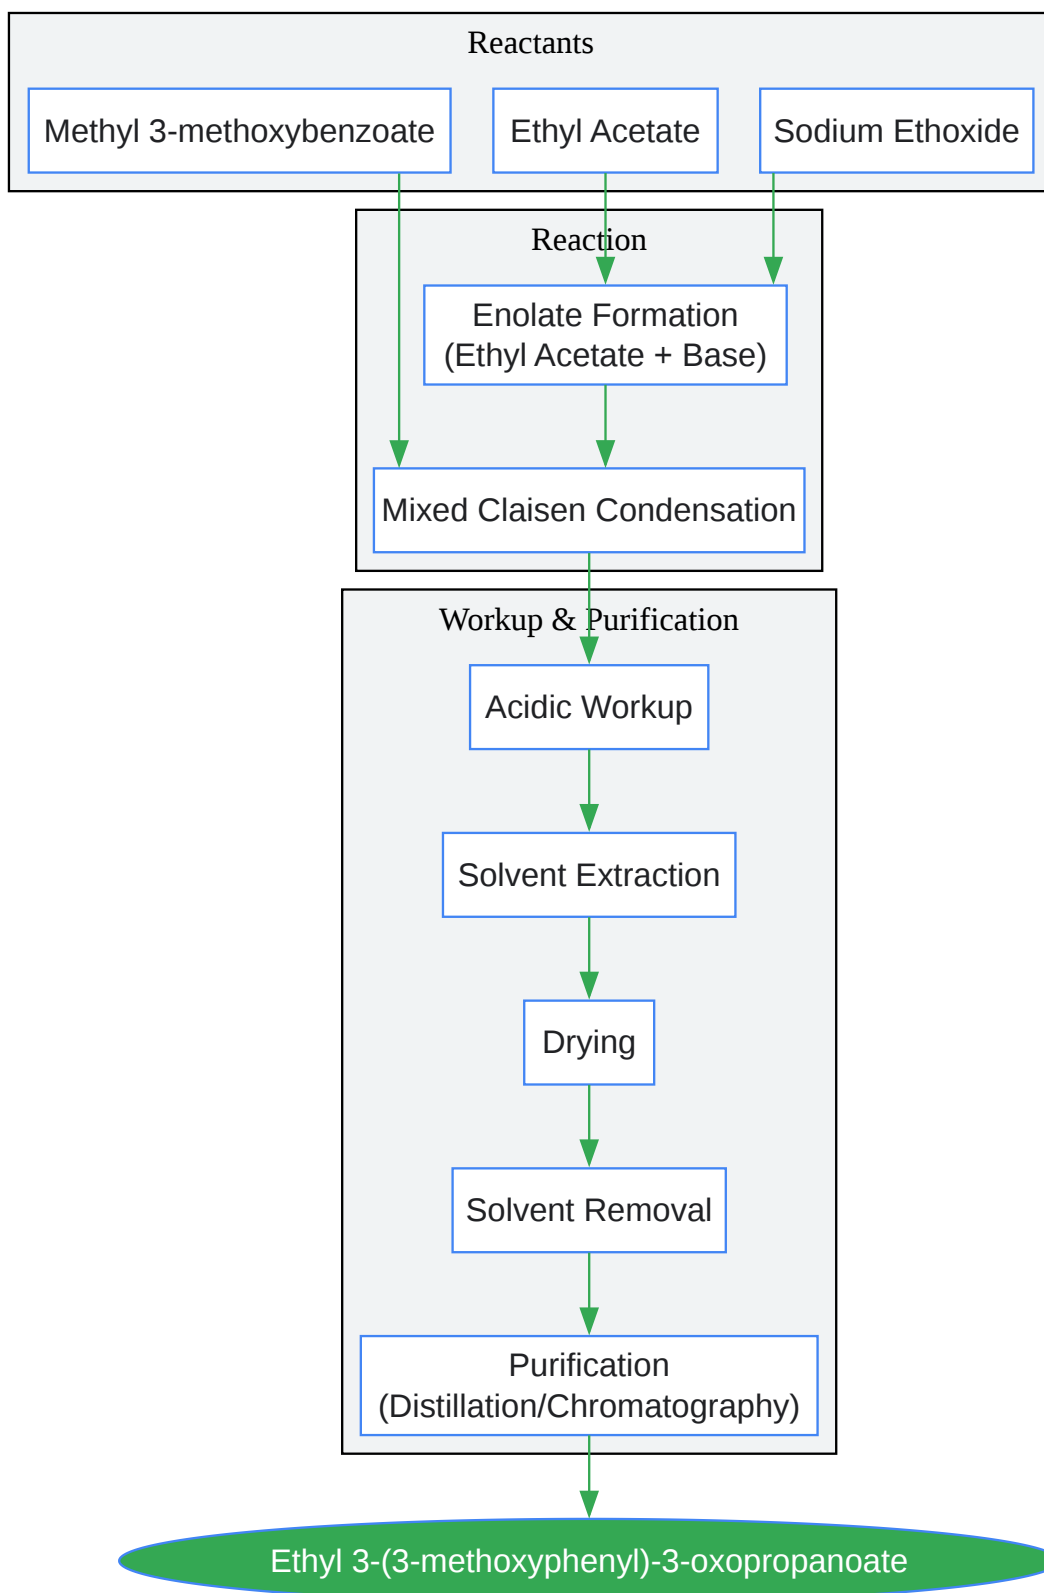 Reactants
Methyl 3-methoxybenzoate
Ethyl Acetate
Sodium Ethoxide
Reaction
Enolate Formation
(Ethyl Acetate + Base)
Mixed Claisen Condensation
Workup & Purification
Acidic Workup
Solvent Extraction
Drying
Solvent Removal
Purification
(Distillation/Chromatography)
Ethyl 3-(3-methoxyphenyl)-3-oxopropanoate